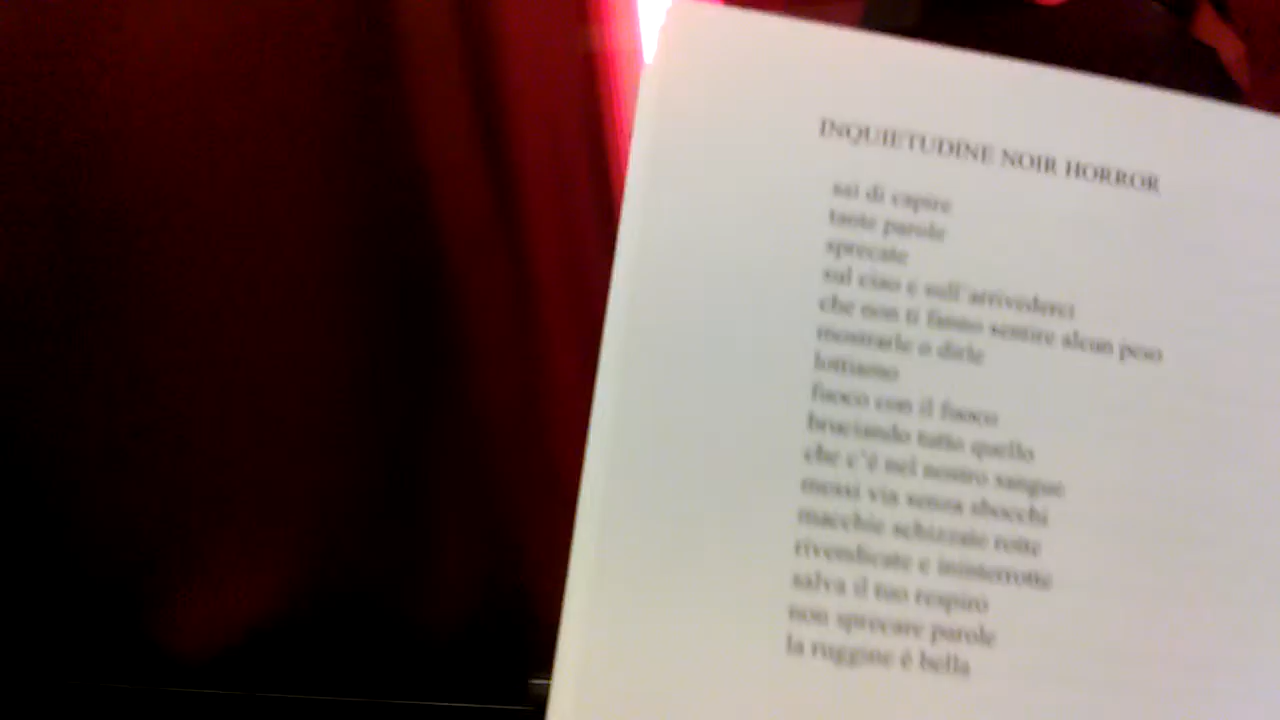 INQUIETUDINE NOIR HORROR
sai di capire
tante parole
sprecate
sul ciao e sull'arrivederci
che non ti fanno sentire alcun peso
mostrarle o dirle
lottiamo
fuoco con il fuoco
bruciando tutto quello
che c'è nel nostro sangue
mossi via senza sbocchi
macchie schizzate rotte
rivendicate e ininterrotte
salva il tuo respiro
non sprecare parole
la ruggine è bella